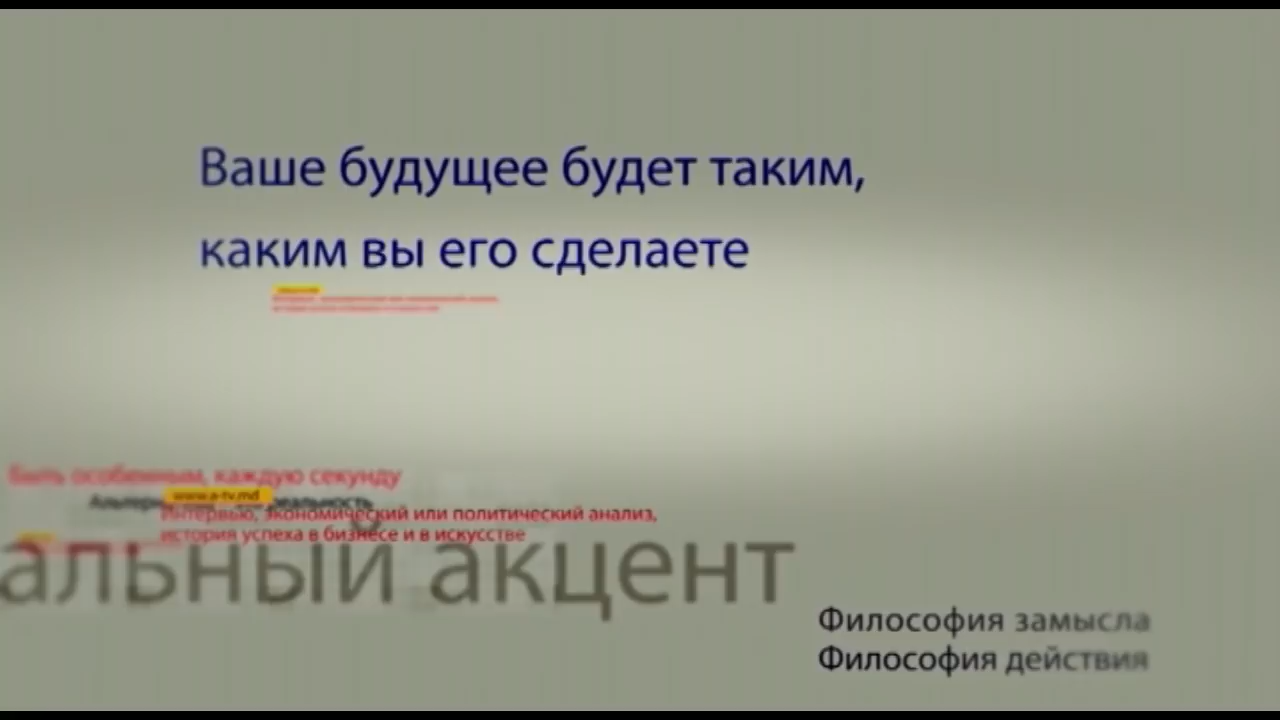 Ваше будущее будет таким,
каким вы его сделаете
Быть особенным, каждую секунду
www.a-tv.md
реальность
Интервью, экономический или политический анализ,
история успеха в бизнесе и в искусстве
альный акцент
Философия замысла
Философия действия